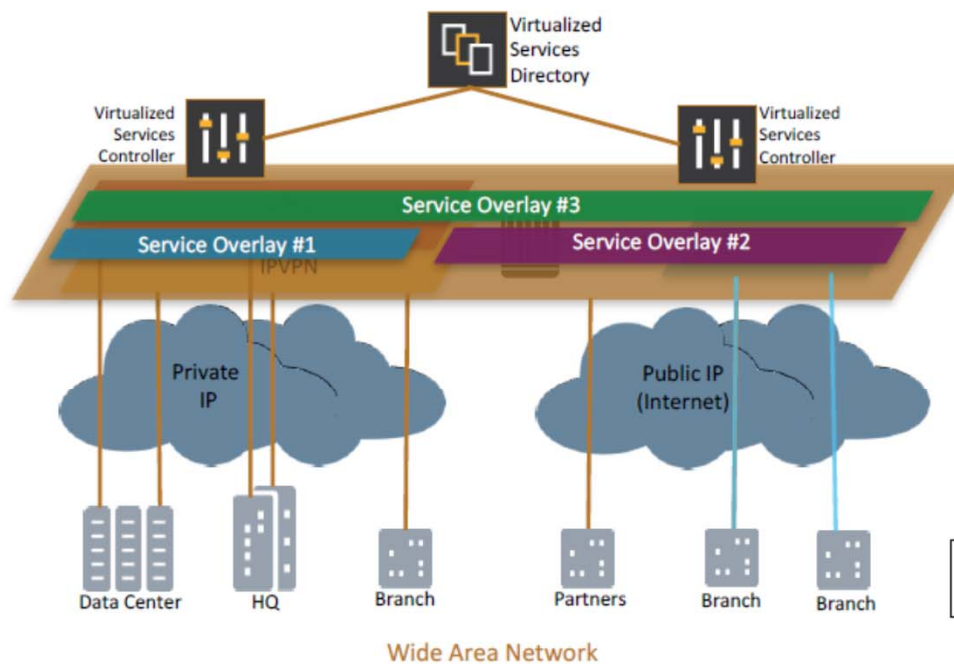 Virtualized
Services
Directory
Virtualized
Services
Controller
Virtualized
Services
Controller
Service Overlay #3
Service Overlay #1
Service Overlay #2
IPVPN
Private
IP
Public IP
(Internet)
Data Center
HQ
Branch
Partners
Branch
Branch
Wide Area Network